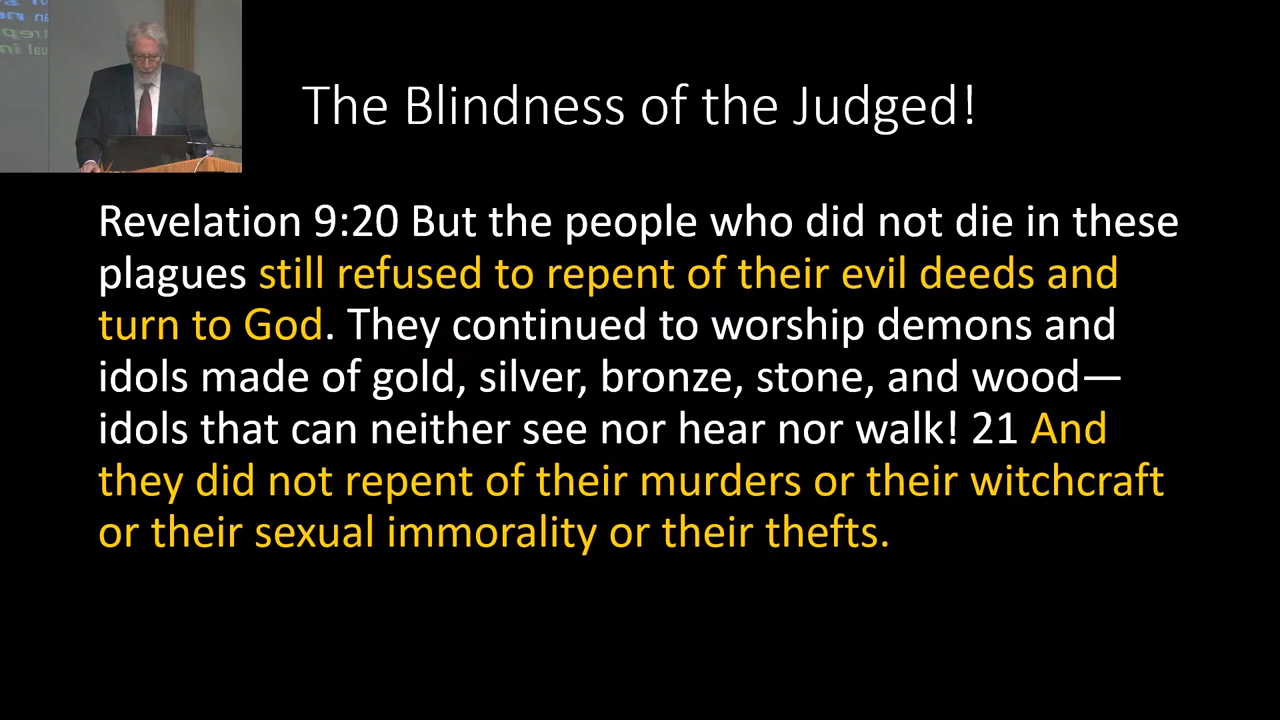 The Blindness of the Judged!
Revelation 9:20 But the people who did not die in these
plagues still refused to repent of their evil deeds and
turn to God. They continued to worship demons and
idols made of gold, silver, bronze, stone, and wood—
idols that can neither see nor hear nor walk! 21 And
they did not repent of their murders or their witchcraft
or their sexual immorality or their thefts.